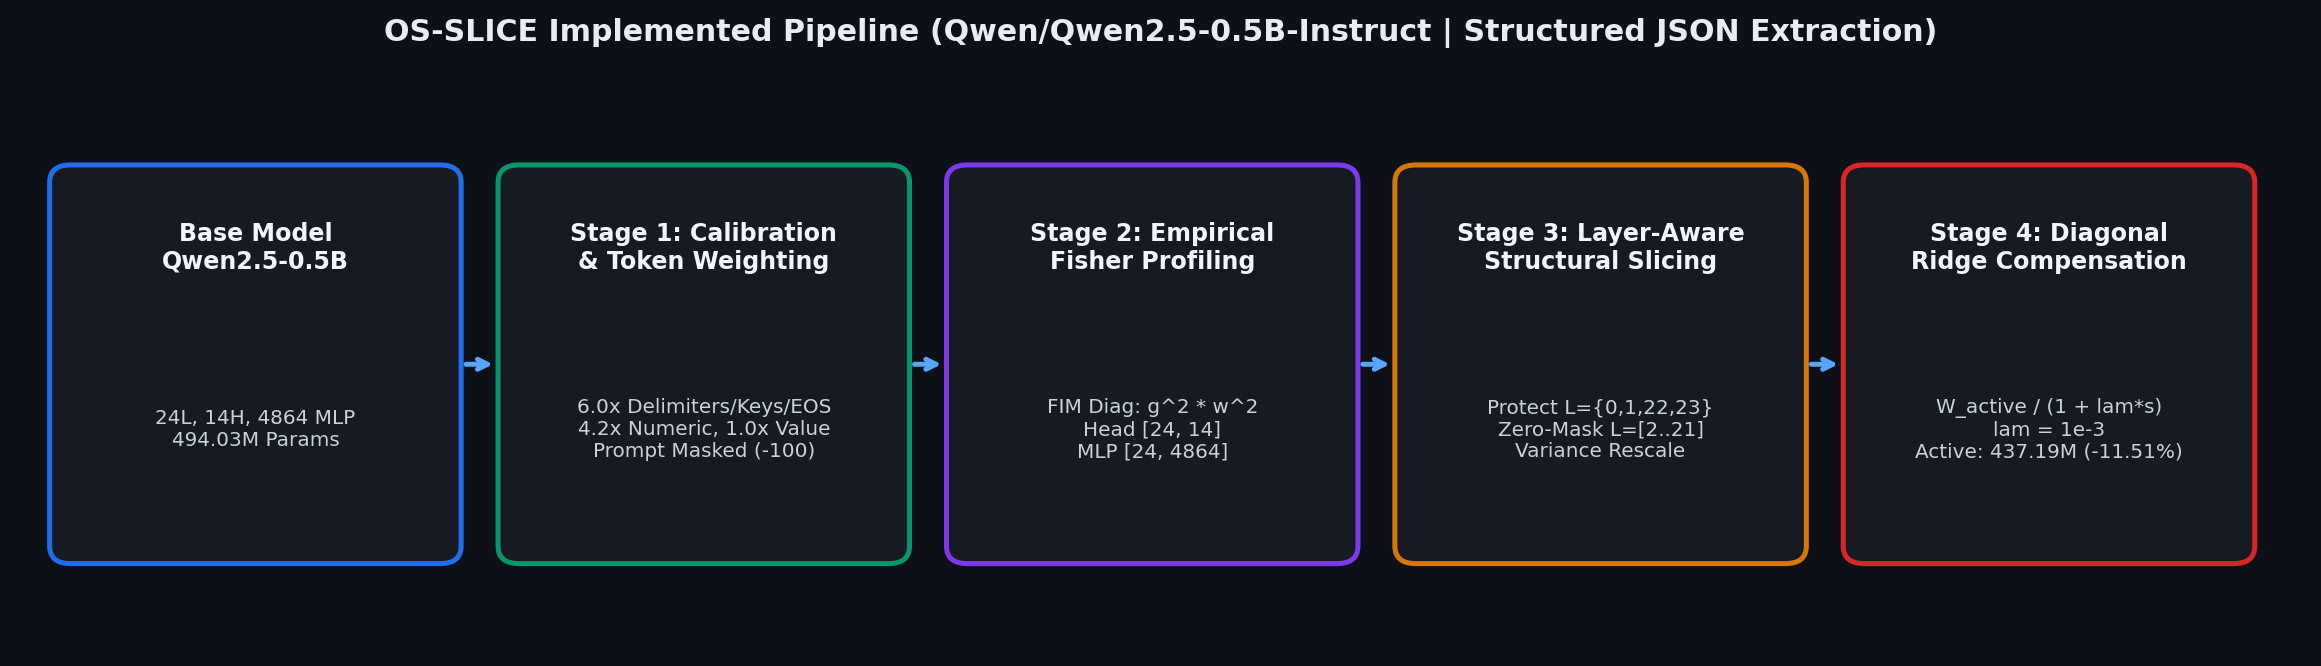 OS-SLICE Implemented Pipeline (Qwen/Qwen2.5-0.5B-Instruct | Structured JSON Extraction)
Base Model
Qwen2.5-0.5B
24L, 14H, 4864 MLP
494.03M Params
Stage 1: Calibration
& Token Weighting
6.0x Delimiters/Keys/EOS
4.2x Numeric, 1.0x Value
Prompt Masked (-100)
Stage 2: Empirical
Fisher Profiling
FIM Diag: g^2 * w^2
Head [24, 14]
MLP [24, 4864]
Stage 3: Layer-Aware
Structural Slicing
Protect L={0,1,22,23}
Zero-Mask L=[2..21]
Variance Rescale
Stage 4: Diagonal
Ridge Compensation
W_active / (1 + lam*s)
lam = 1e-3
Active: 437.19M (-11.51%)